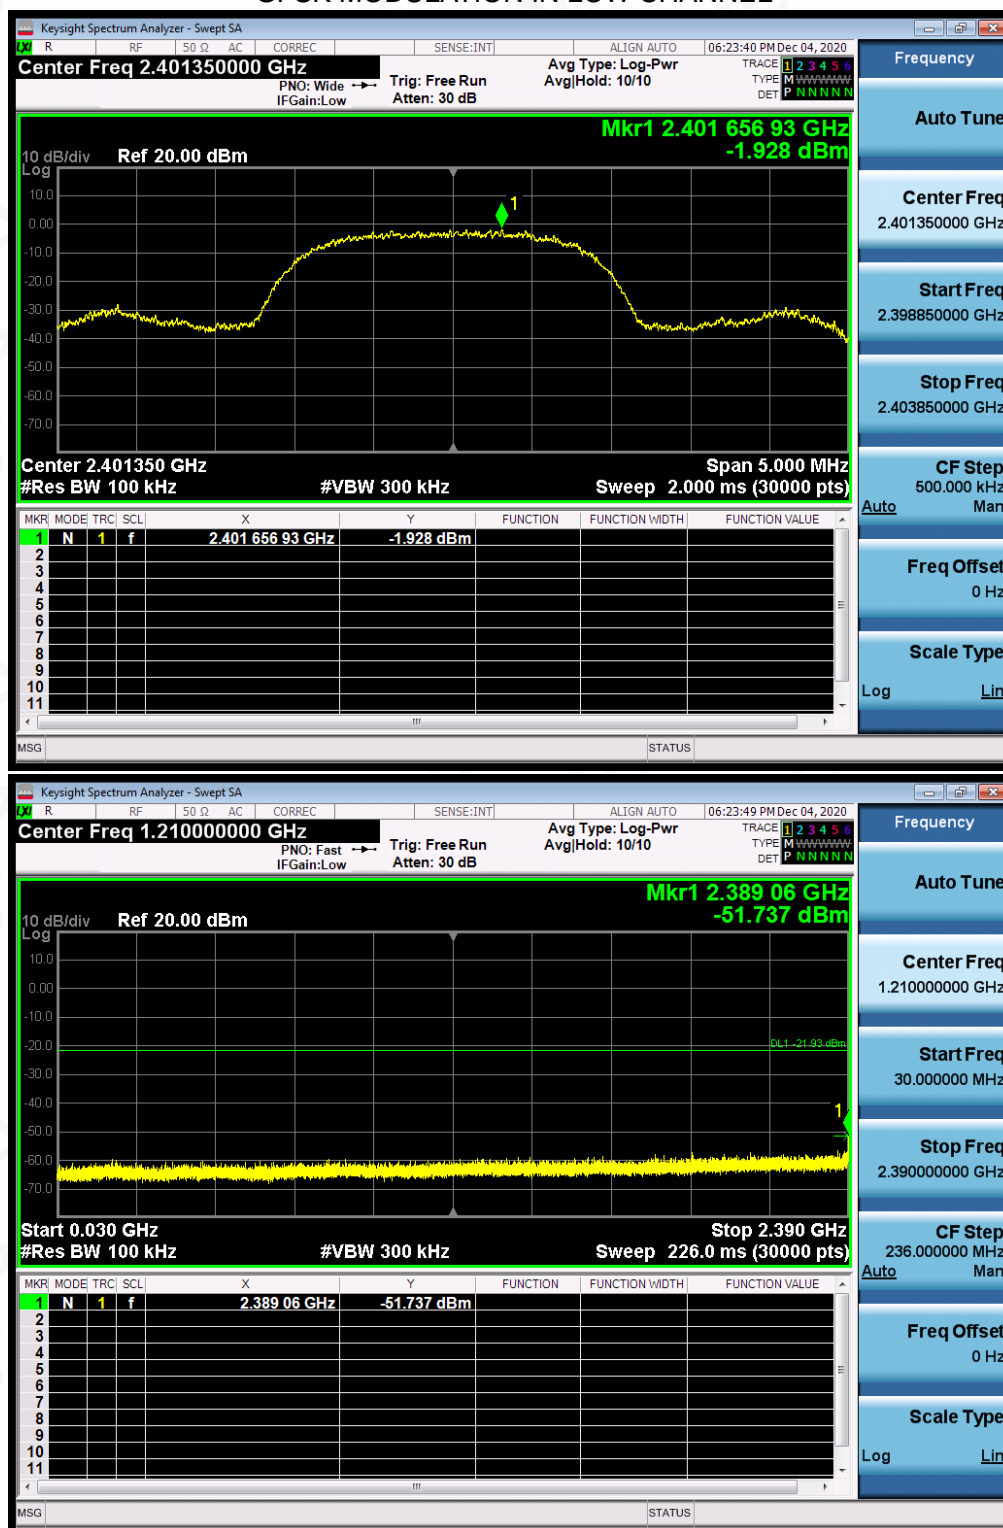 Keysight Spectrum Analyzer - Swept SA
LXI R RF 50 Ω AC CORREC SENSE:INT ALIGN AUTO 06:23:40 PM Dec 04, 2020
Center Freq 2.401350000 GHz Avg Type: Log-Pwr TRACE 1 2 3 4 5 6
PNO: Wide Trig: Free Run Avg|Hold: 10/10 TYPE M WWWWW
IFGain:Low Atten: 30 dB DET P N N N N N
Mkr1 2.401 656 93 GHz
10 dB/div Ref 20.00 dBm -1.928 dBm
Log
10.0
1
0.00
-10.0
-20.0
-30.0
-40.0
-50.0
-60.0
-70.0
Center 2.401350 GHz Span 5.000 MHz
#Res BW 100 kHz #VBW 300 kHz Sweep 2.000 ms (30000 pts)
MKR MODE TRC SCL X Y FUNCTION FUNCTION WIDTH FUNCTION VALUE
1 N 1 f 2.401 656 93 GHz -1.928 dBm
2
3
4
5
6
7
8
9
10
11
MSG STATUS
Frequency
Auto Tune
Center Freq
2.401350000 GHz
Start Freq
2.398850000 GHz
Stop Freq
2.403850000 GHz
CF Step
500.000 kHz
Auto Man
Freq Offset
0 Hz
Scale Type
Log Lin
Keysight Spectrum Analyzer - Swept SA
LXI R RF 50 Ω AC CORREC SENSE:INT ALIGN AUTO 06:23:49 PM Dec 04, 2020
Center Freq 1.210000000 GHz Avg Type: Log-Pwr TRACE 1 2 3 4 5 6
PNO: Fast Trig: Free Run Avg|Hold: 10/10 TYPE M WWWWW
IFGain:Low Atten: 30 dB DET P N N N N N
Mkr1 2.389 06 GHz
10 dB/div Ref 20.00 dBm -51.737 dBm
Log
10.0
0.00
-10.0
-20.0
DL1 -21.93 dBm
-30.0
-40.0
1
-50.0
-60.0
-70.0
Start 0.030 GHz Stop 2.390 GHz
#Res BW 100 kHz #VBW 300 kHz Sweep 226.0 ms (30000 pts)
MKR MODE TRC SCL X Y FUNCTION FUNCTION WIDTH FUNCTION VALUE
1 N 1 f 2.389 06 GHz -51.737 dBm
2
3
4
5
6
7
8
9
10
11
MSG STATUS
Frequency
Auto Tune
Center Freq
1.210000000 GHz
Start Freq
30.000000 MHz
Stop Freq
2.390000000 GHz
CF Step
236.000000 MHz
Auto Man
Freq Offset
0 Hz
Scale Type
Log Lin